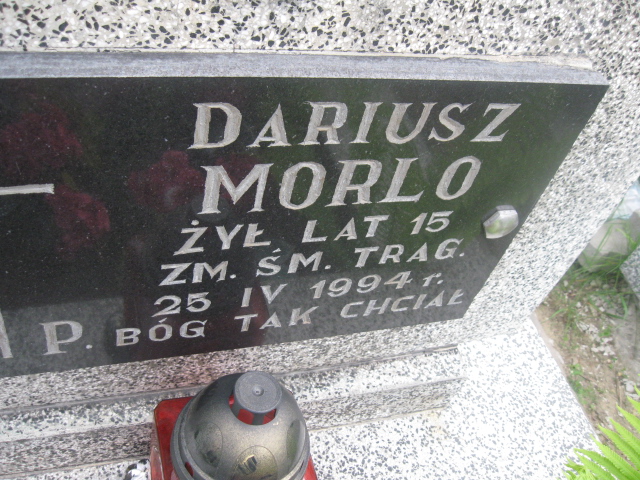 DARIUSZ
MORLO
ŻYŁ LAT 15
ZM. ŚM. TRAG.
25 IV 1994 r.
P. BÓG TAK CHCIAŁ